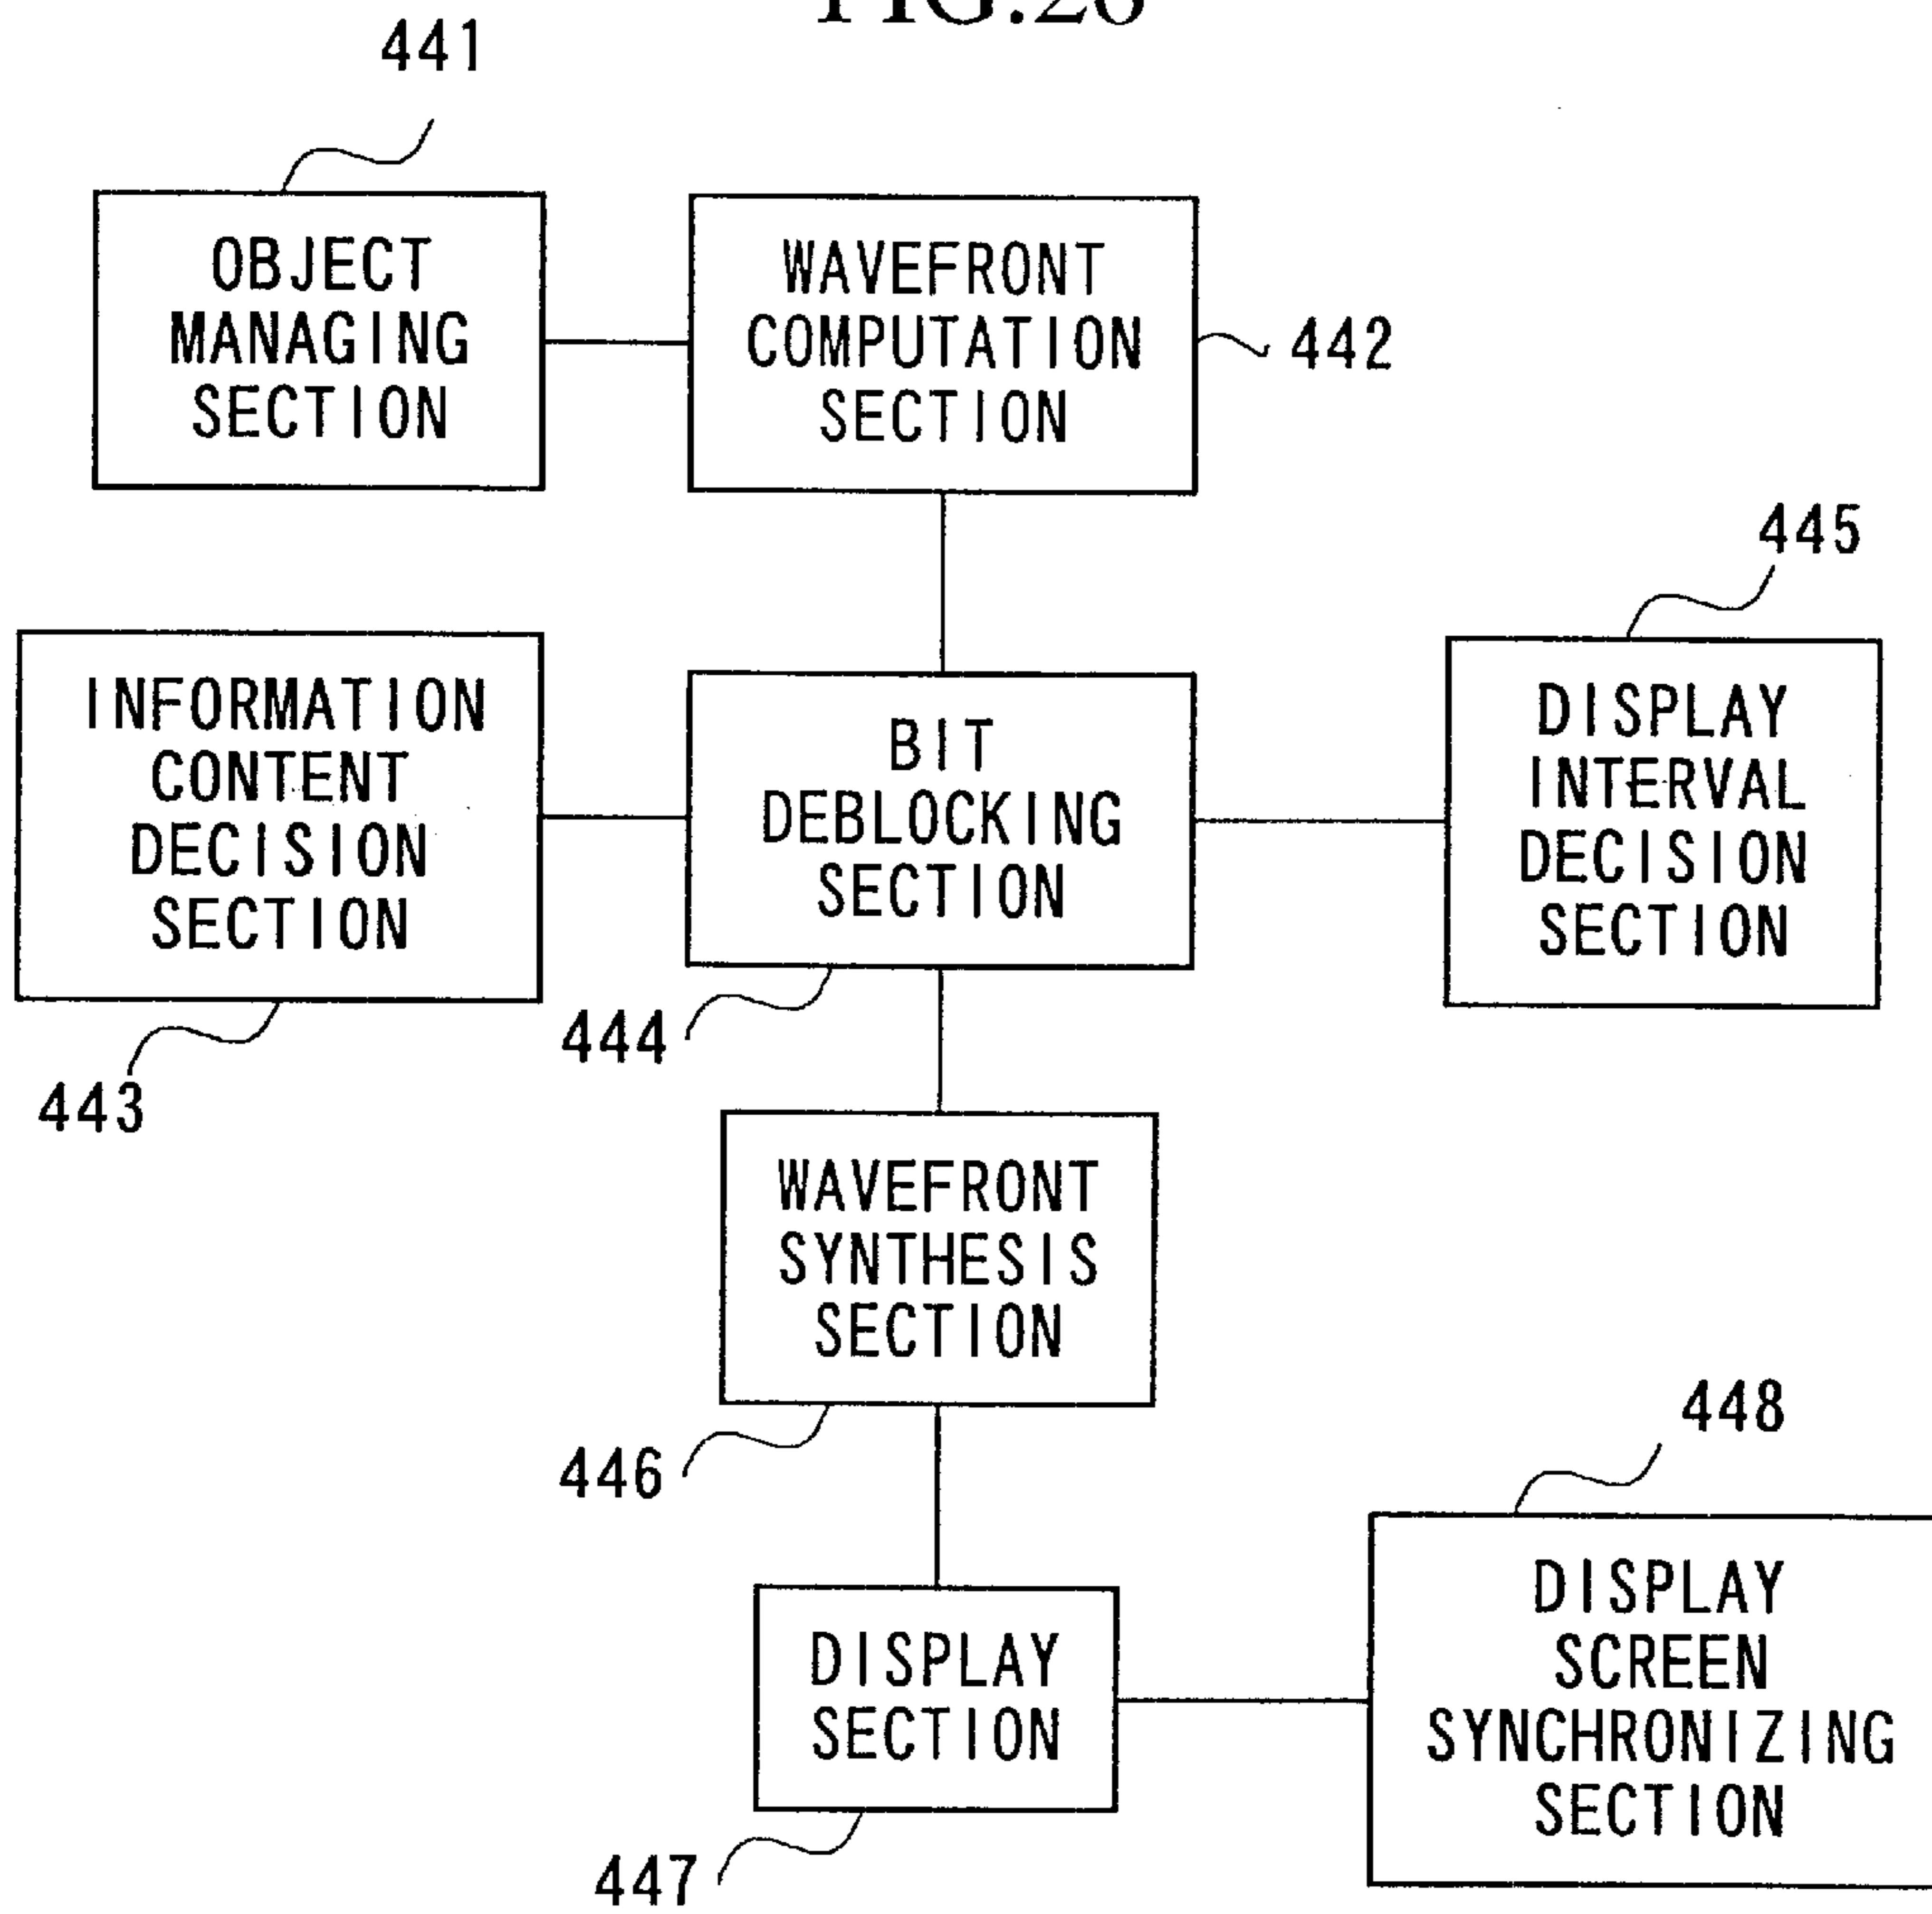 441
OBJECT
MANAGING
SECTION
WAVEFRONT
COMPUTATION
SECTION
442
445
INFORMATION
CONTENT
DECISION
SECTION
BIT
DEBLOCKING
SECTION
DISPLAY
INTERVAL
DECISION
SECTION
443
444
WAVEFRONT
SYNTHESIS
SECTION
446
448
DISPLAY
SECTION
DISPLAY
SCREEN
SYNCHRONIZING
SECTION
447